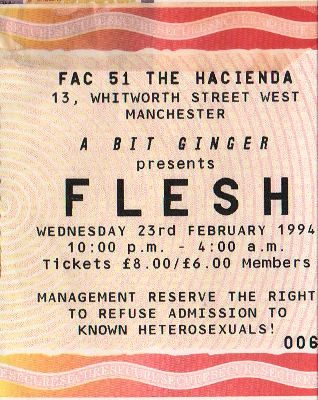 FAC 51 THE HACIENDA
13, WHITWORTH STREET WEST
MANCHESTER
A BIT GINGER
presents
FLESH
WEDNESDAY 23rd FEBRUARY 1994
10:00 p.m. - 4:00 a.m.
Tickets £8.00/£6.00 Members
MANAGEMENT RESERVE THE RIGHT
TO REFUSE ADMISSION TO
KNOWN HETEROSEXUALS!
006